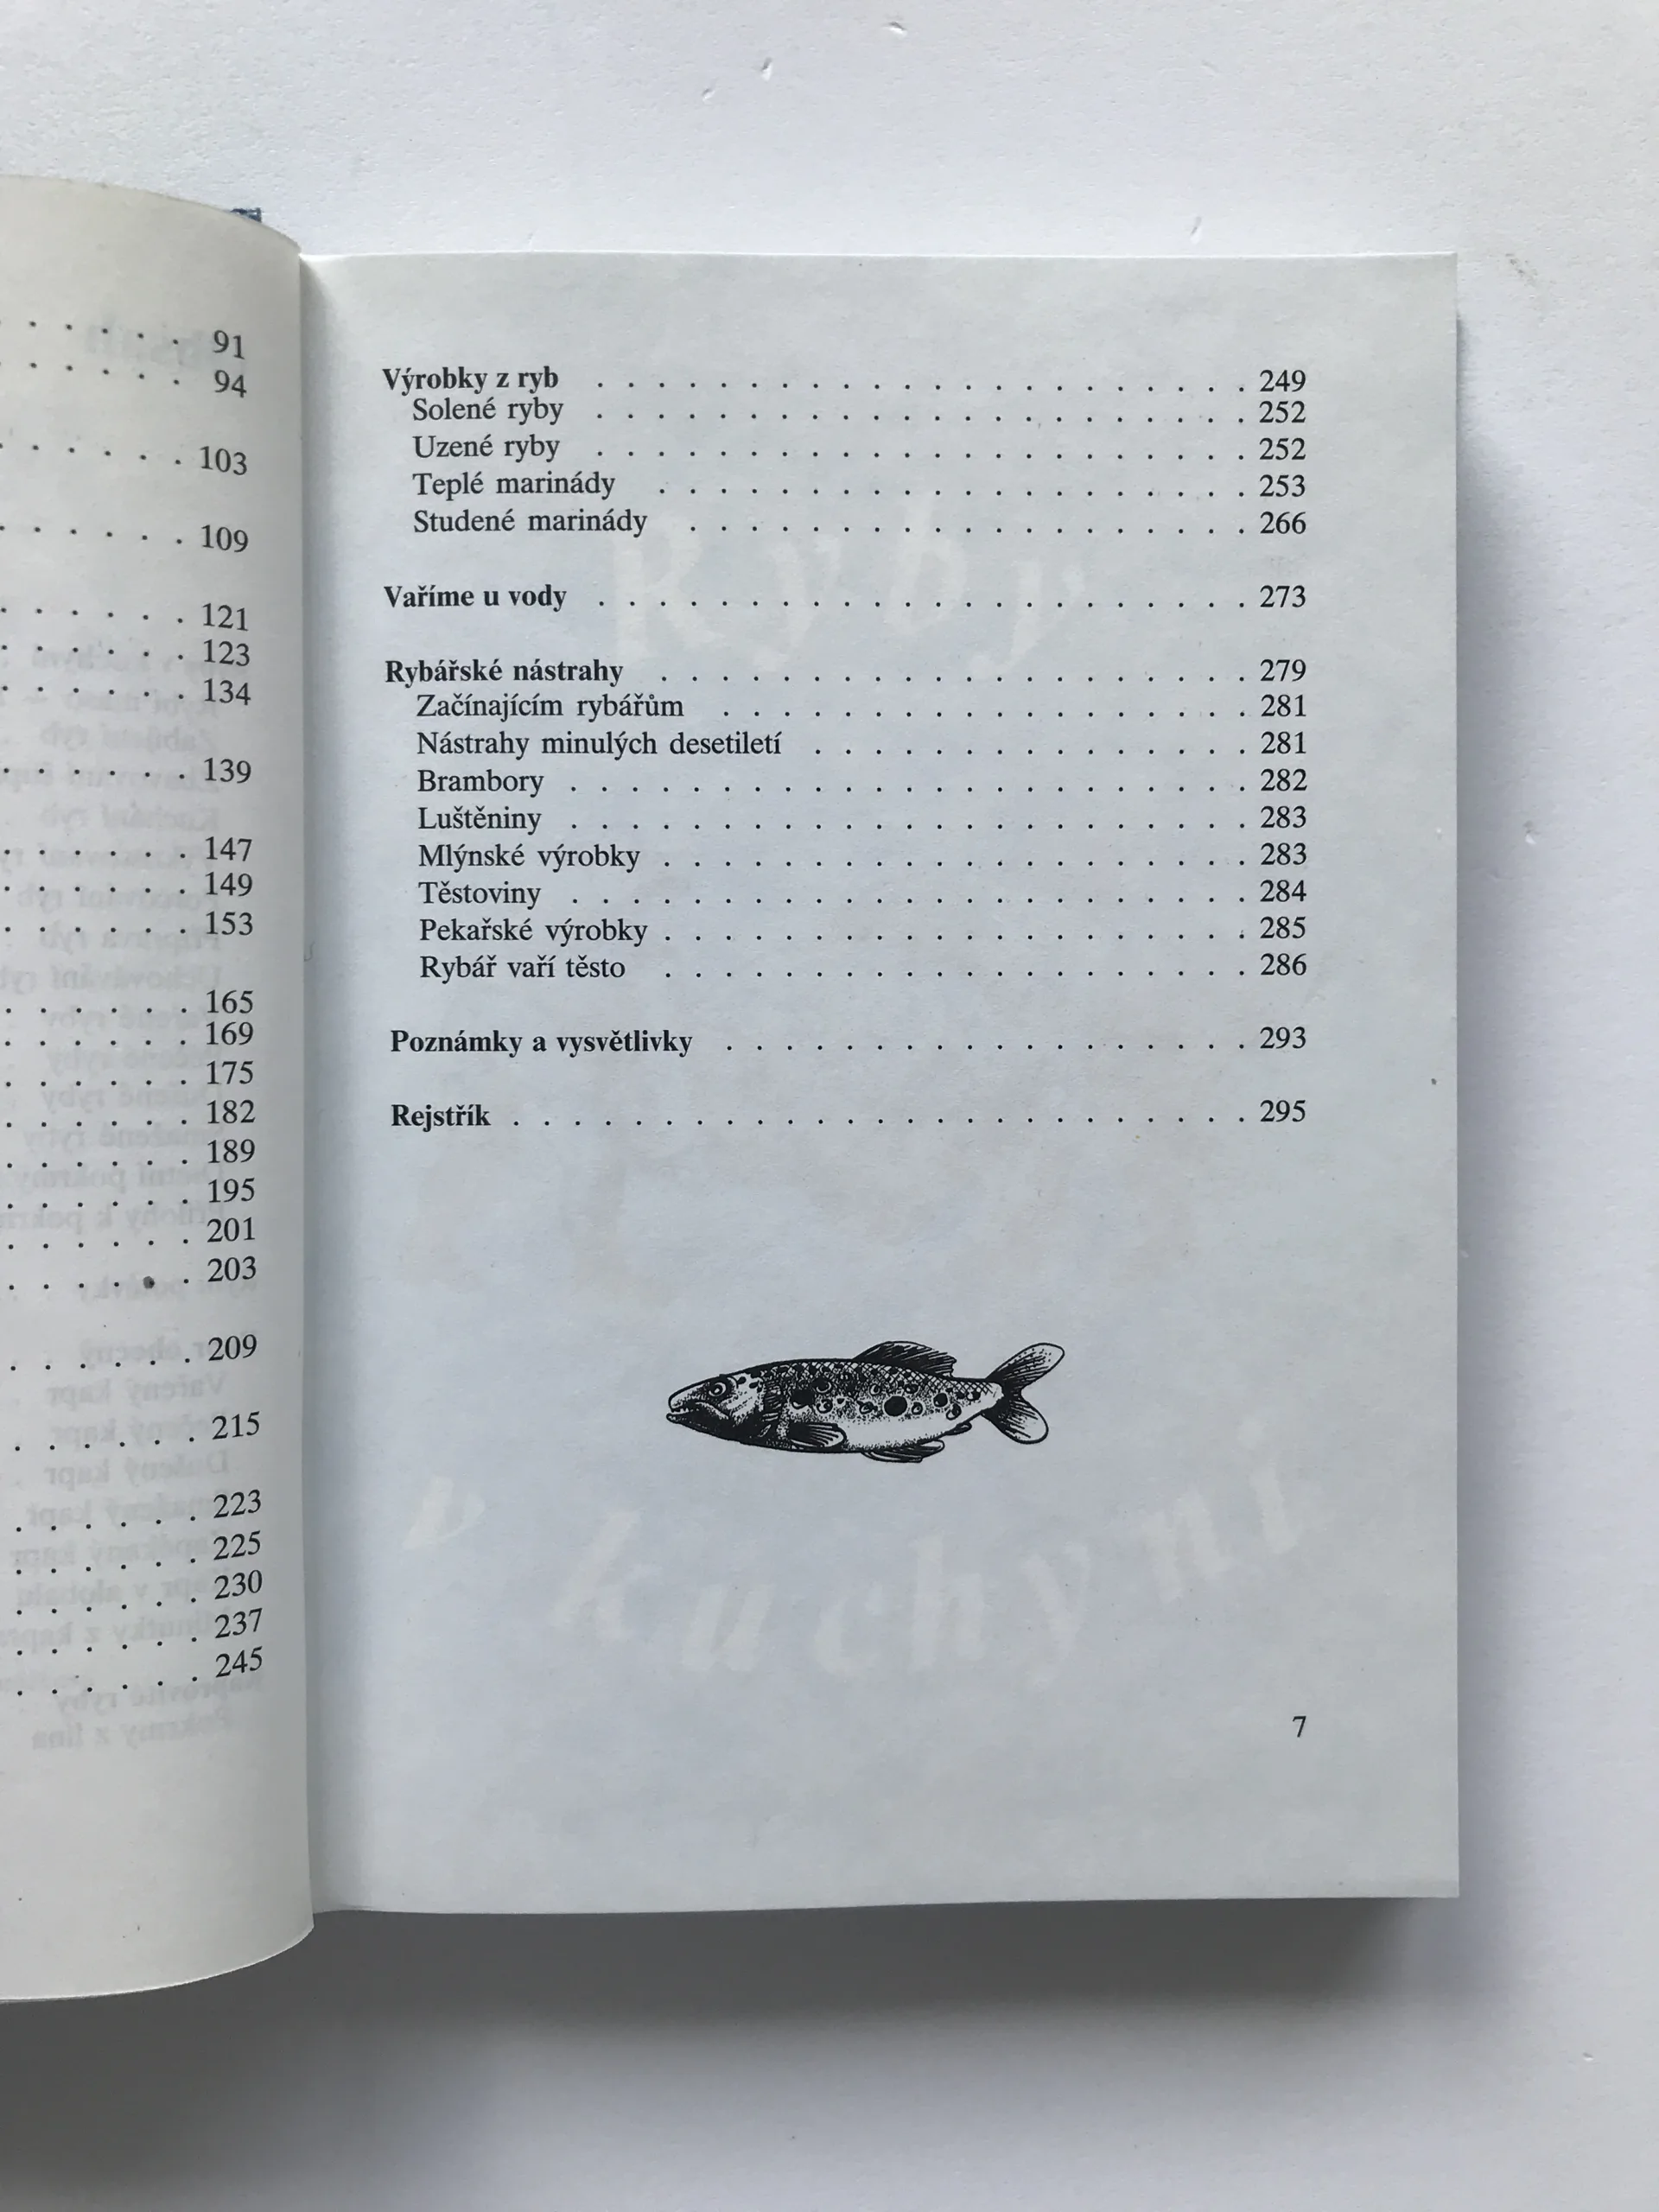 91
94
103
109
121
123
134
139
147
149
153
165
169
175
182
189
195
201
203
209
215
223
225
230
237
245
Výrobky z ryb . . . . . . . . . . . . . . . . . . . . . . 249
Solené ryby . . . . . . . . . . . . . . . . . . . . . . 252
Uzené ryby . . . . . . . . . . . . . . . . . . . . . . 252
Teplé marinády . . . . . . . . . . . . . . . . . . . . 253
Studené marinády . . . . . . . . . . . . . . . . . . . 266
Vaříme u vody . . . . . . . . . . . . . . . . . . . . . . 273
Rybářské nástrahy . . . . . . . . . . . . . . . . . . . . 279
Začínajícím rybářům . . . . . . . . . . . . . . . . . . 281
Nástrahy minulých desetiletí . . . . . . . . . . . . . . . 281
Brambory . . . . . . . . . . . . . . . . . . . . . . . 282
Luštěniny . . . . . . . . . . . . . . . . . . . . . . . 283
Mlýnské výrobky . . . . . . . . . . . . . . . . . . . . 283
Těstoviny . . . . . . . . . . . . . . . . . . . . . . . 284
Pekařské výrobky . . . . . . . . . . . . . . . . . . . . 285
Rybář vaří těsto . . . . . . . . . . . . . . . . . . . . 286
Poznámky a vysvětlivky . . . . . . . . . . . . . . . . . . 293
Rejstřík . . . . . . . . . . . . . . . . . . . . . . . . . 295
Ryby
v kuchyni
7